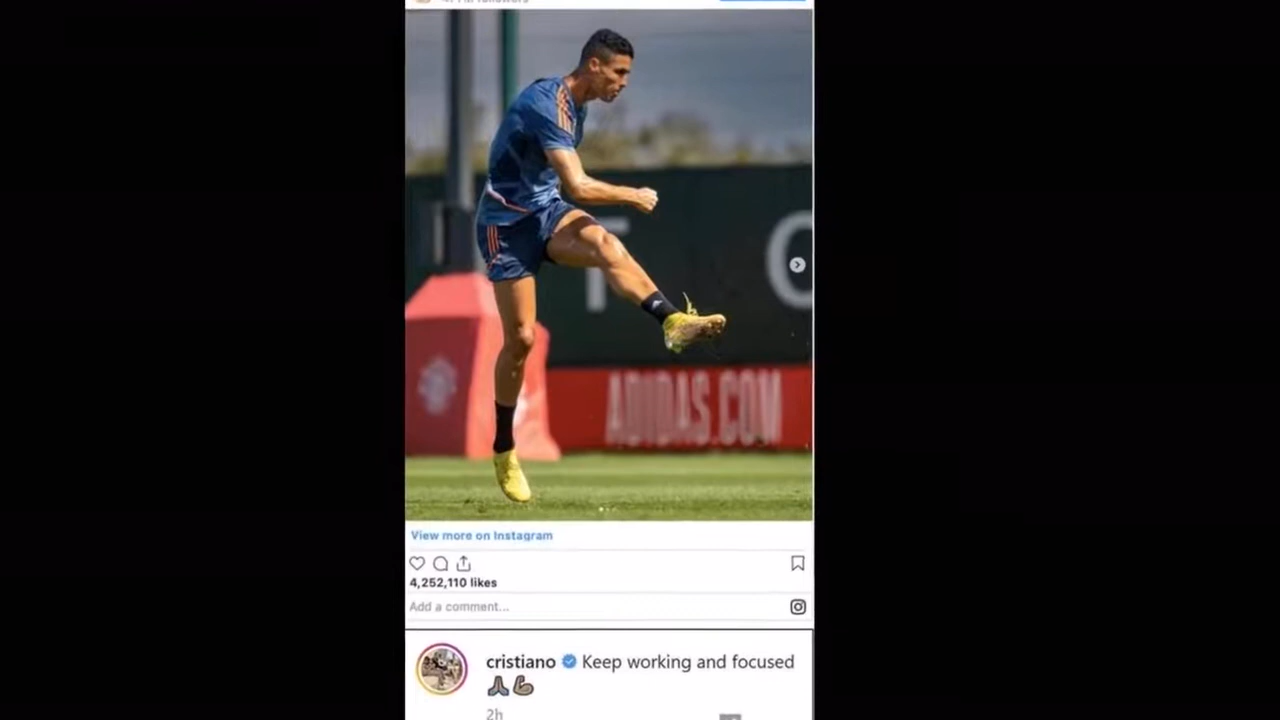 View more on Instagram
4,252,110 likes
Add a comment...
cristiano Keep working and focused
2h
T
ADIDAS.COM